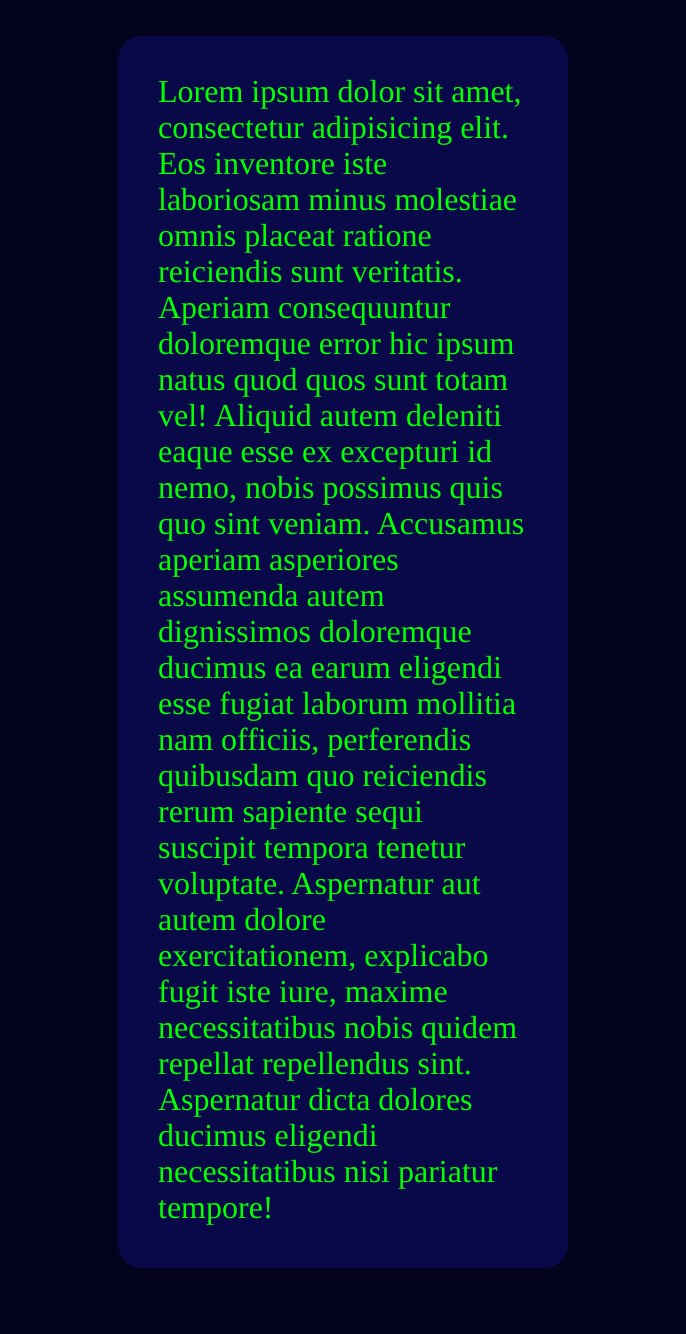 Lorem ipsum dolor sit amet,
consectetur adipisicing elit.
Eos inventore iste
laboriosam minus molestiae
omnis placeat ratione
reiciendis sunt veritatis.
Aperiam consequuntur
doloremque error hic ipsum
natus quod quos sunt totam
vel! Aliquid autem deleniti
eaque esse ex excepturi id
nemo, nobis possimus quis
quo sint veniam. Accusamus
aperiam asperiores
assumenda autem
dignissimos doloremque
ducimus ea earum eligendi
esse fugiat laborum mollitia
nam officiis, perferendis
quibusdam quo reiciendis
rerum sapiente sequi
suscipit tempora tenetur
voluptate. Aspernatur aut
autem dolore
exercitationem, explicabo
fugit iste iure, maxime
necessitatibus nobis quidem
repellat repellendus sint.
Aspernatur dicta dolores
ducimus eligendi
necessitatibus nisi pariatur
tempore!